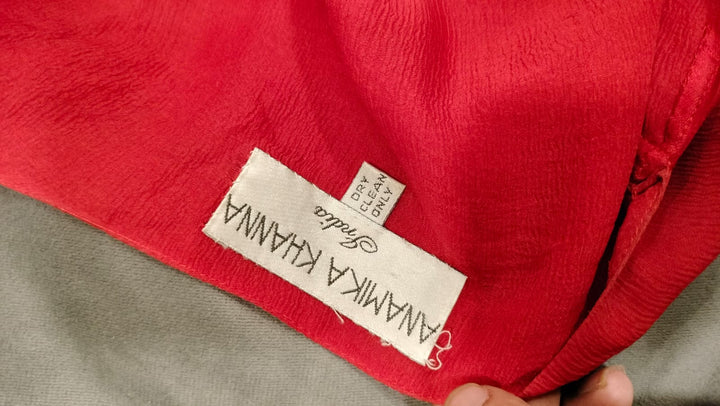 ANAMIKA KHANNA
India
DRY
CLEAN
ONLY